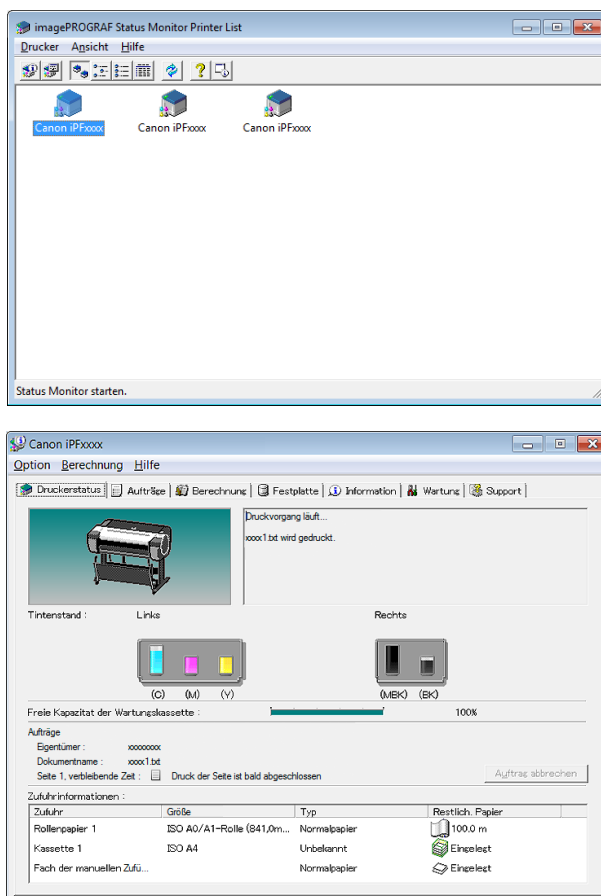 imagePROGRAF Status Monitor Printer List
Drucker Ansicht Hilfe
Canon iPFxxxx Canon iPFxxxx Canon iPFxxxx
Status Monitor starten.
Canon iPFxxxx
Option Berechnung Hilfe
Druckerstatus Aufträge Berechnung Festplatte Information Wartung Support
Druckvorgang läuft...
xxxx1.txt wird gedruckt.
Tintenstand : Links Rechts
(C) (M) (Y) (MBK) (BK)
Freie Kapazität der Wartungskassette : 100%
Aufträge
Eigentümer : xxxxxxxx
Dokumentname : xxxx1.txt
Seite 1, verbleibende Zeit : Druck der Seite ist bald abgeschlossen Auftrag abbrechen
Zufuhrinformationen :
Zufuhr Größe Typ Restlich. Papier
Rollenpapier 1 ISO A0/A1-Rolle (841,0m... Normalpapier 100.0 m
Kassette 1 ISO A4 Unbekannt Eingelegt
Fach der manuellen Zufü... Normalpapier Eingelegt